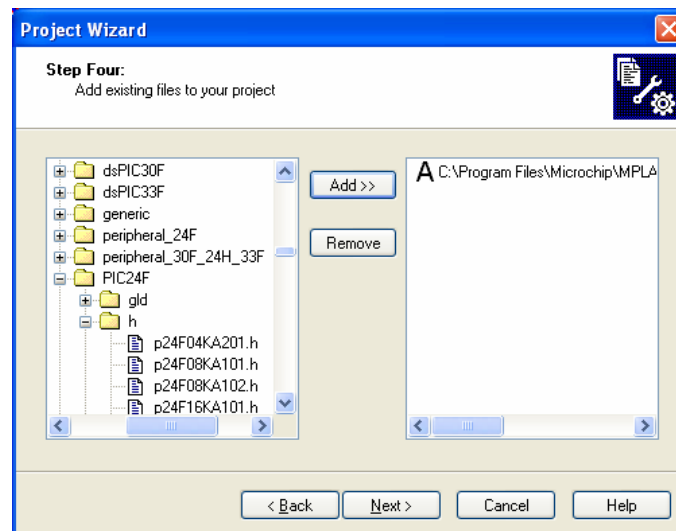 Project Wizard
Step Four:
Add existing files to your project
dsPIC30F
dsPIC33F
generic
peripheral_24F
peripheral_30F_24H_33F
PIC24F
gld
h
p24F04KA201.h
p24F08KA101.h
p24F08KA102.h
p24F16KA101.h
Add >>
Remove
A C:\Program Files\Microchip\MPLA
< Back
Next >
Cancel
Help